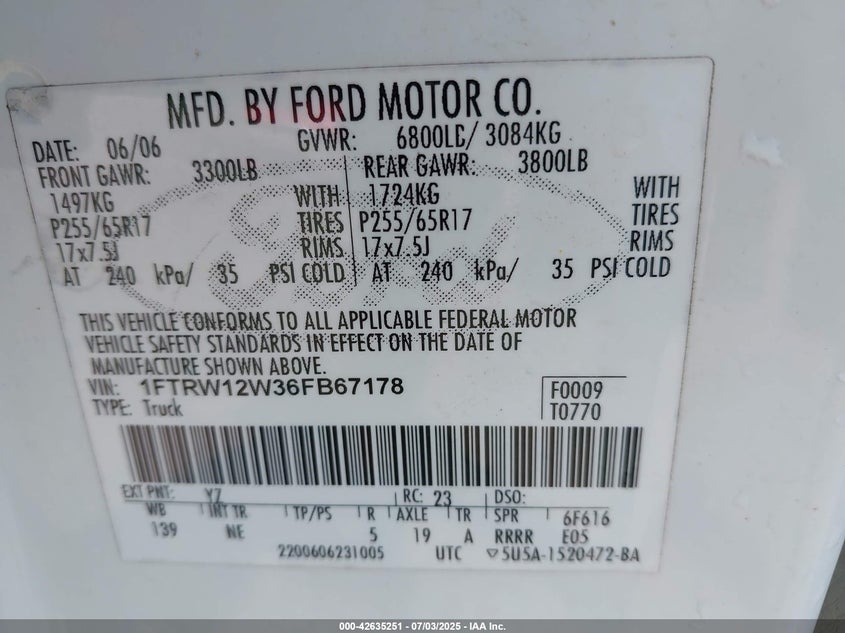 MFD. BY FORD MOTOR CO.
DATE: 06/06 GVWR: 6800LB/ 3084KG
FRONT GAWR: 3300LB REAR GAWR: 3800LB
1497KG WITH 1724KG WITH
P255/65R17 TIRES P255/65R17 TIRES
17x7.5J RIMS 17x7.5J RIMS
AT 240 kPa/ 35 PSI COLD AT 240 kPa/ 35 PSI COLD
THIS VEHICLE CONFORMS TO ALL APPLICABLE FEDERAL MOTOR
VEHICLE SAFETY STANDARDS IN EFFECT ON THE DATE OF
MANUFACTURE SHOWN ABOVE.
VIN: 1FTRW12W36FB67178 F0009
TYPE: Truck T0770
EXT PNT: YZ RC: 23 DSO:
WB INT TR TP/PS R AXLE TR SPR 6F616
139 NE 5 19 A RRRR E05
2200606231005 UTC ▽5U5A-1520472-BA
Ford
000-42635251 - 07/03/2025 - IAA Inc.